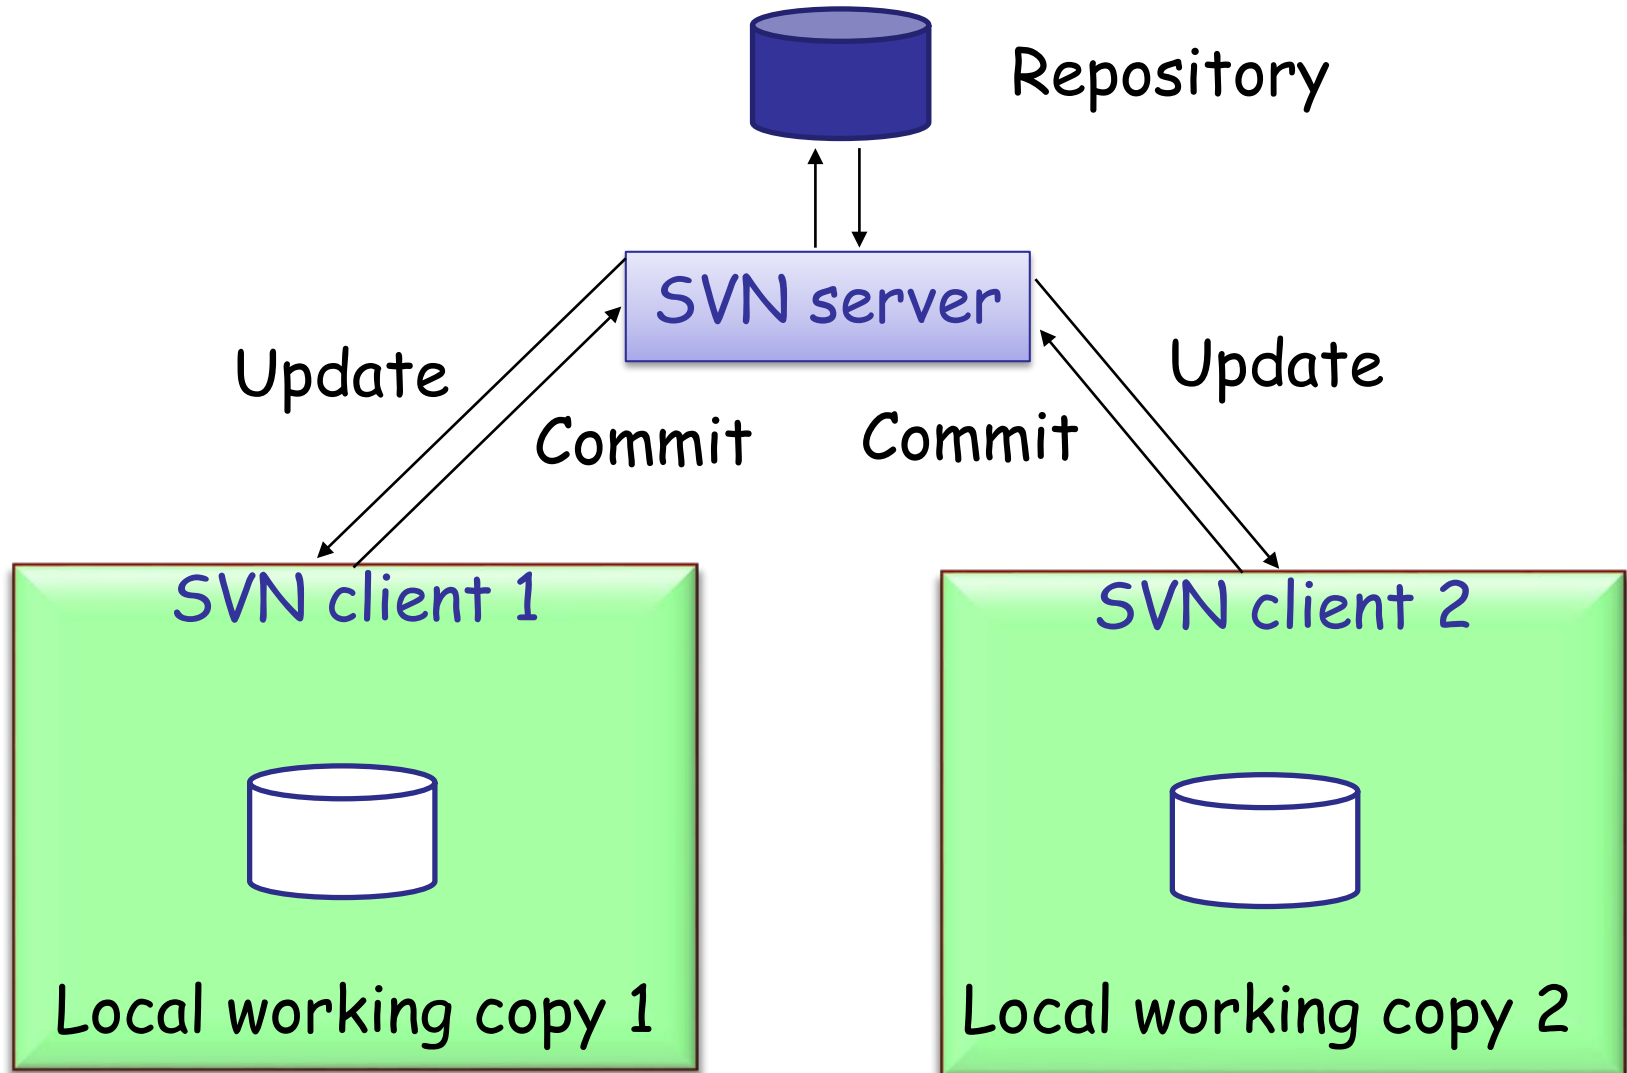 Repository
SVN server
Update
Update
Commit
Commit
SVN client 1
SVN client 2
Local working copy 1
Local working copy 2